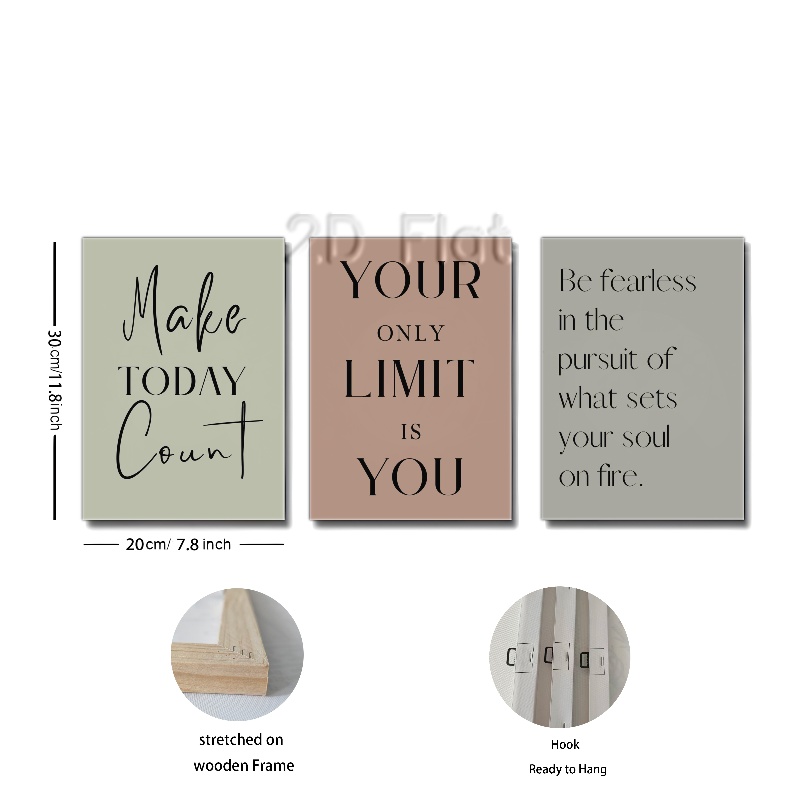 2D Flat
Make
TODAY
Count
YOUR
ONLY
LIMIT
IS
YOU
Be fearless
in the
pursuit of
what sets
your soul
on fire.
30cm/11.8inch
20cm/ 7.8 inch
stretched on
wooden Frame
Hook
Ready to Hang